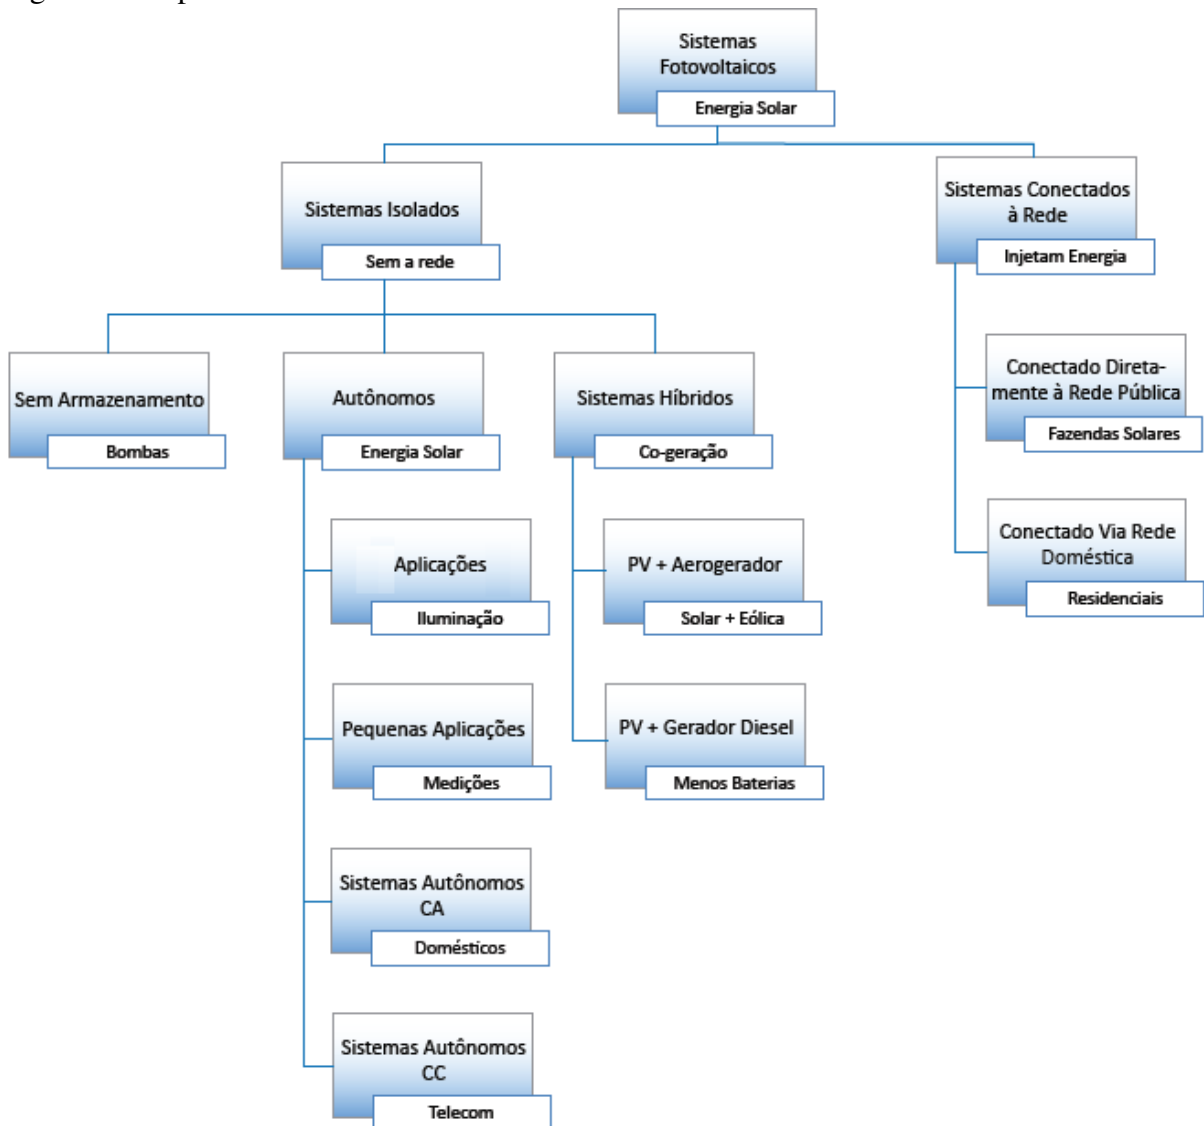 Sistemas
Fotovoltaicos
Energia Solar
Sistemas Isolados
Sem a rede
Sistemas Conectados
à Rede
Injetam Energia
Sem Armazenamento
Bombas
Autônomos
Energia Solar
Sistemas Híbridos
Co-geração
Conectado Direta-
mente à Rede Pública
Fazendas Solares
Aplicações
Iluminação
PV + Aerogerador
Solar + Eólica
Conectado Via Rede
Doméstica
Residenciais
Pequenas Aplicações
Medições
PV + Gerador Diesel
Menos Baterias
Sistemas Autônomos
CA
Domésticos
Sistemas Autônomos
CC
Telecom